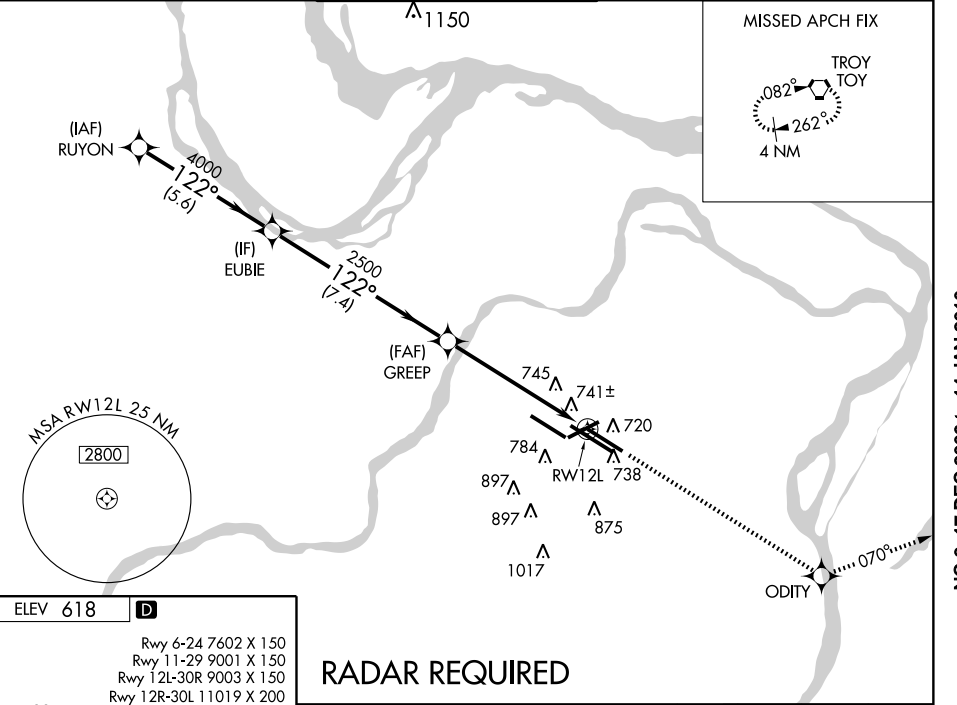 1150
MISSED APCH FIX
TROY
TOY
082°
262°
4 NM
(IAF)
RUYON
4000
122°
(5.6)
(IF)
EUBIE
2500
122°
(7.4)
(FAF)
GREEP
745
741±
720
784
RW12L
738
897
897
875
1017
MSA RW12L 25 NM
2800
ODITY
070°
ELEV 618 D
Rwy 6-24 7602 X 150
Rwy 11-29 9001 X 150
Rwy 12L-30R 9003 X 150
Rwy 12R-30L 11019 X 200
RADAR REQUIRED